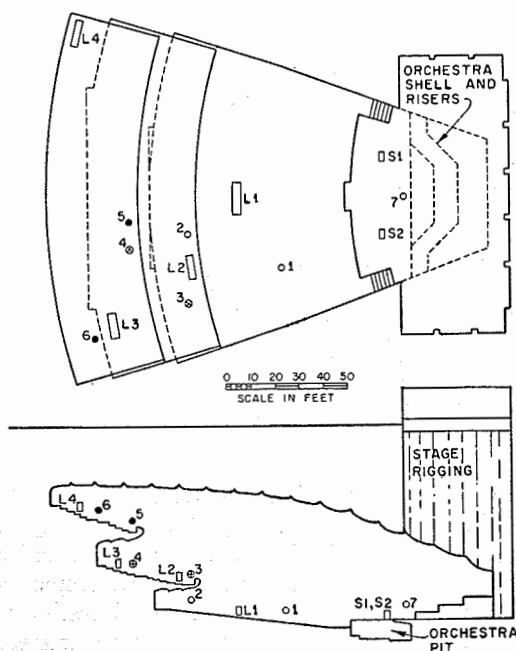 L4
ORCHESTRA
SHELL AND
RISERS
S1
L1
7
5
2
4
S2
L2
1
3
L3
6
0 10 20 30 40 50
SCALE IN FEET
STAGE
RIGGING
L4
6
5
L3
4
L2
3
2
L1
1
S1,S2
7
ORCHESTRA
PIT